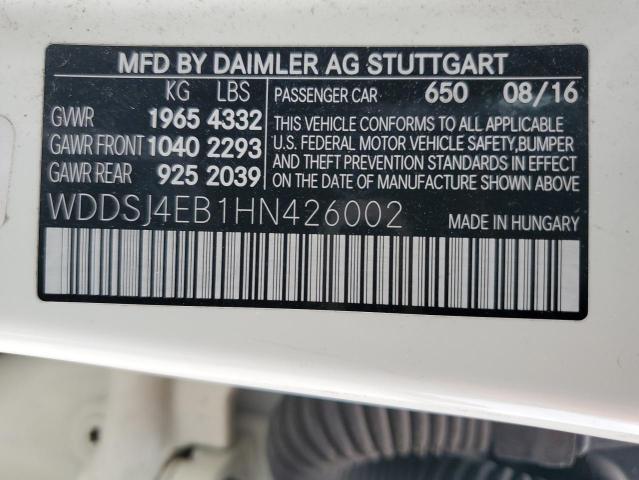 MFD BY DAIMLER AG STUTTGART
KG LBS
GVWR 1965 4332
GAWR FRONT 1040 2293
GAWR REAR 925 2039
PASSENGER CAR 650 08/16
THIS VEHICLE CONFORMS TO ALL APPLICABLE
U.S. FEDERAL MOTOR VEHICLE SAFETY,BUMPER
AND THEFT PREVENTION STANDARDS IN EFFECT
ON THE DATE OF MANUFACTURE SHOWN ABOVE
WDDSJ4EB1HN426002
MADE IN HUNGARY